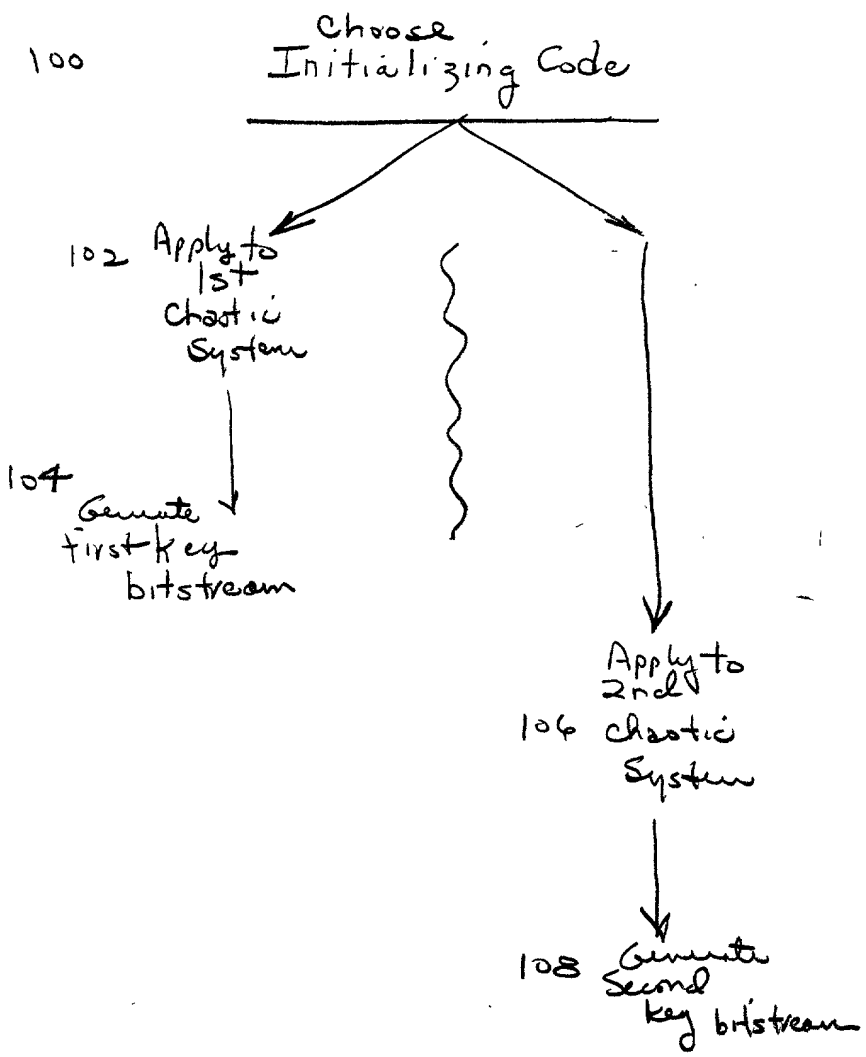 Choose
100 Initializing Code
102 Apply to
1st
Chaotic
System
104
Generate
first key
bitstream
Apply to
2nd
106 Chaotic
System
108 Generate
Second
key bitstream